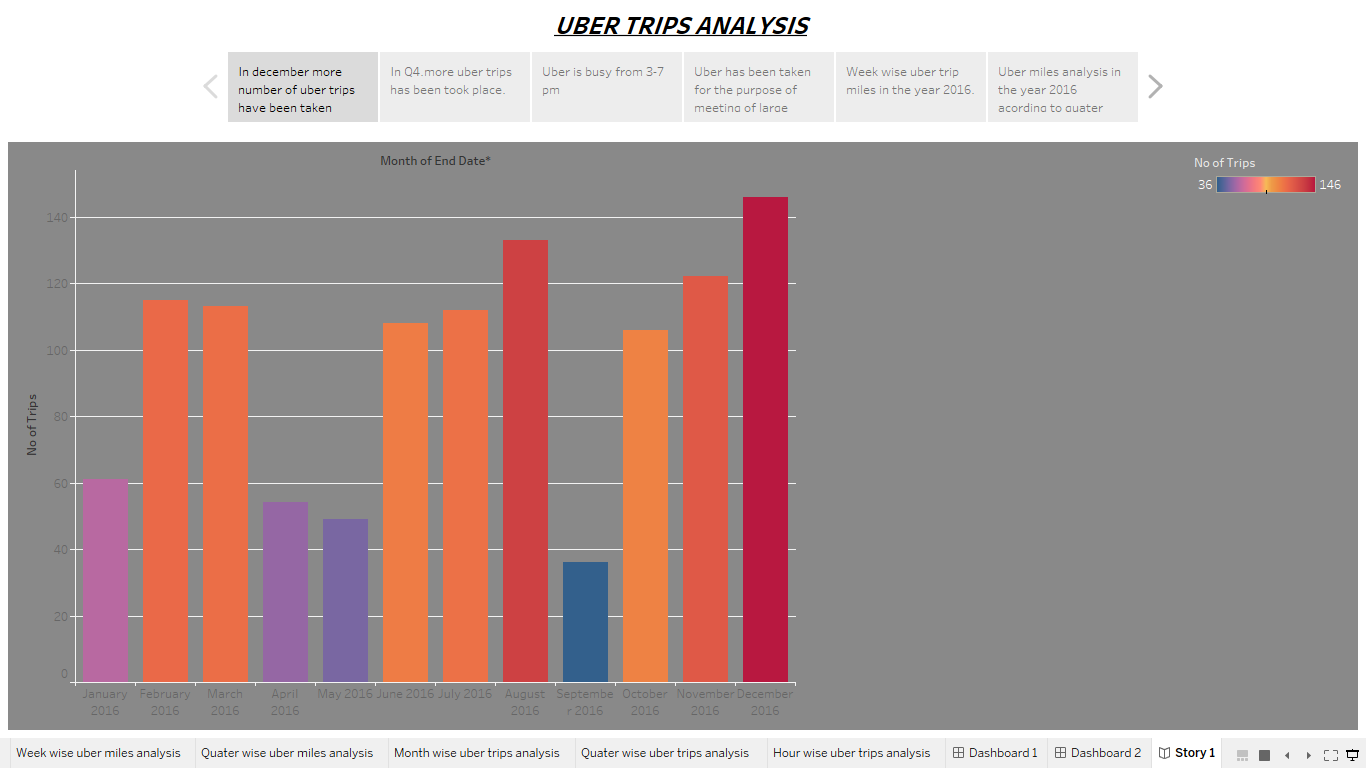 UBER TRIPS ANALYSIS
In december more
number of uber trips
have been taken
In Q4.more uber trips
has been took place.
Uber is busy from 3-7
pm
Uber has been taken
for the purpose of
meeting of large
Week wise uber trip
miles in the year 2016.
Uber miles analysis in
the year 2016
acording to quater
Month of End Date*
No of Trips
36
146
No of Trips
140
120
100
80
60
40
20
0
January
2016
February
2016
March
2016
April
2016
May 2016
June 2016
July 2016
August
2016
Septembe
r 2016
October
2016
November
2016
December
2016
Week wise uber miles analysis
Quater wise uber miles analysis
Month wise uber trips analysis
Quater wise uber trips analysis
Hour wise uber trips analysis
Dashboard 1
Dashboard 2
Story 1